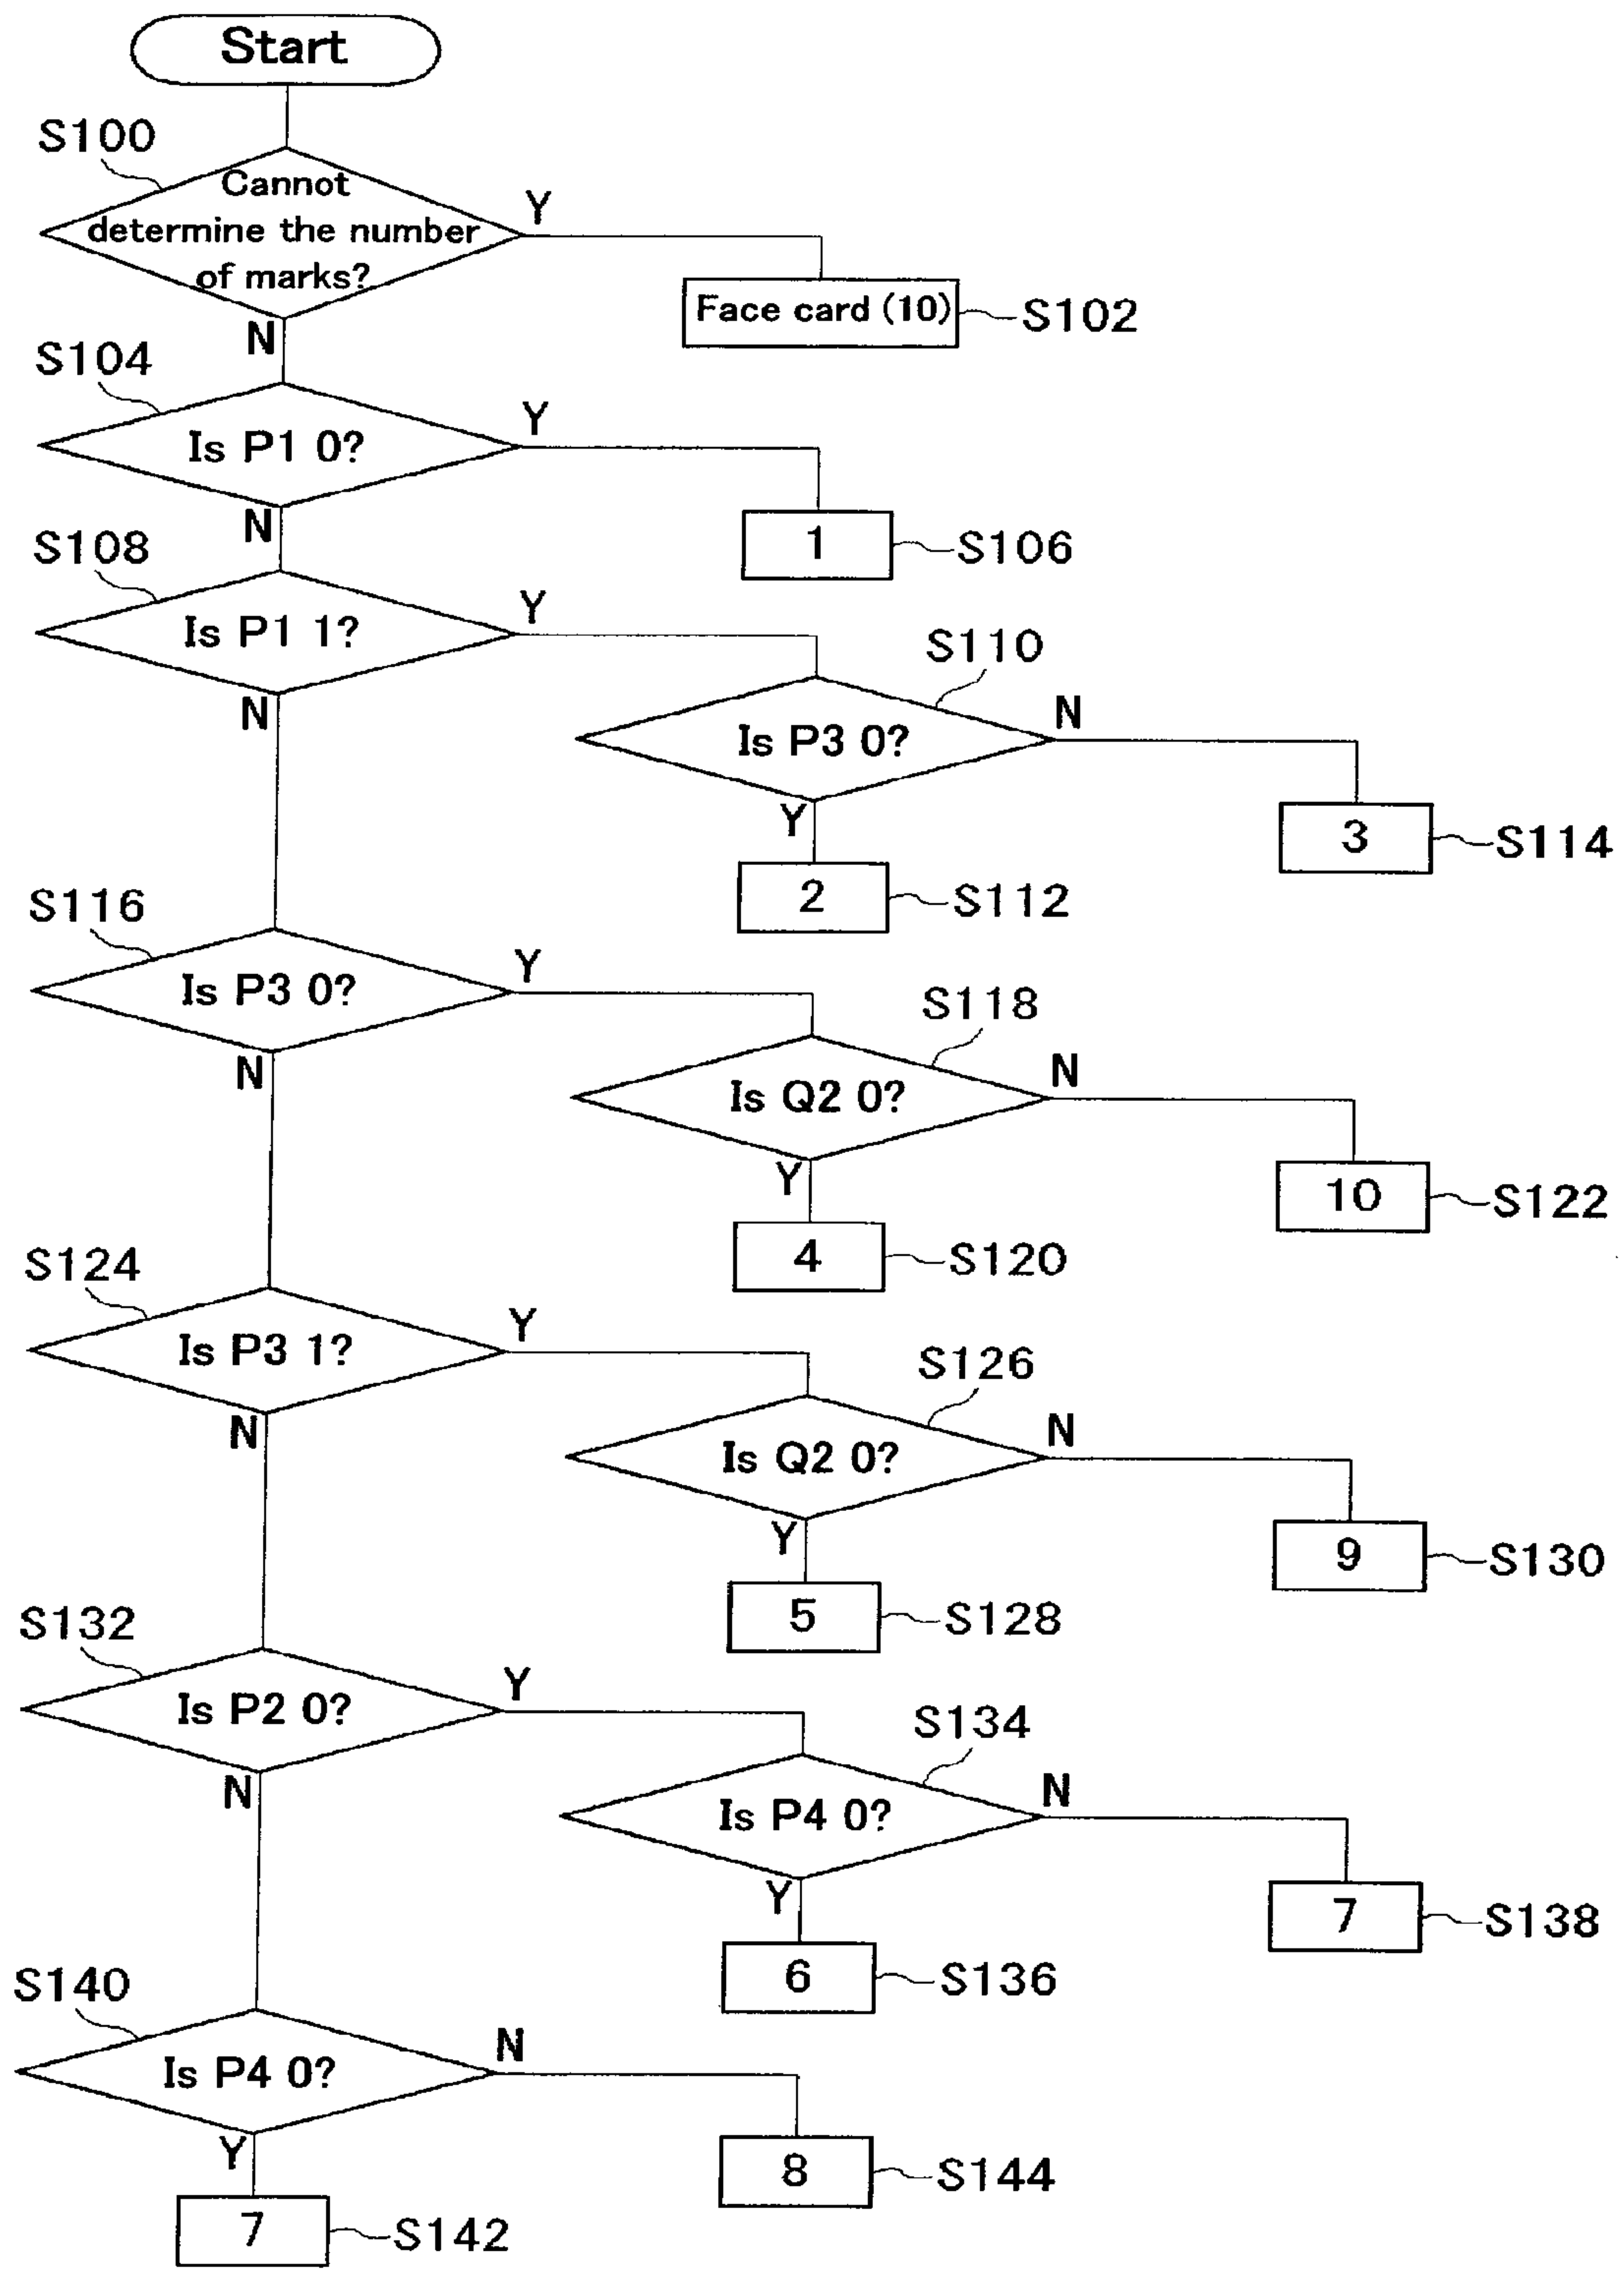 Start
S100
Cannot
determine the number
of marks?
Y
N
Face card (10)
S102
S104
Is P1 0?
Y
N
1
S106
S108
Is P1 1?
Y
N
S110
Is P3 0?
N
Y
3
S114
2
S112
S116
Is P3 0?
Y
N
S118
Is Q2 0?
N
Y
10
S122
4
S120
S124
Is P3 1?
Y
N
S126
Is Q2 0?
N
Y
9
S130
5
S128
S132
Is P2 0?
Y
N
S134
Is P4 0?
N
Y
7
S138
6
S136
S140
Is P4 0?
N
Y
8
S144
7
S142